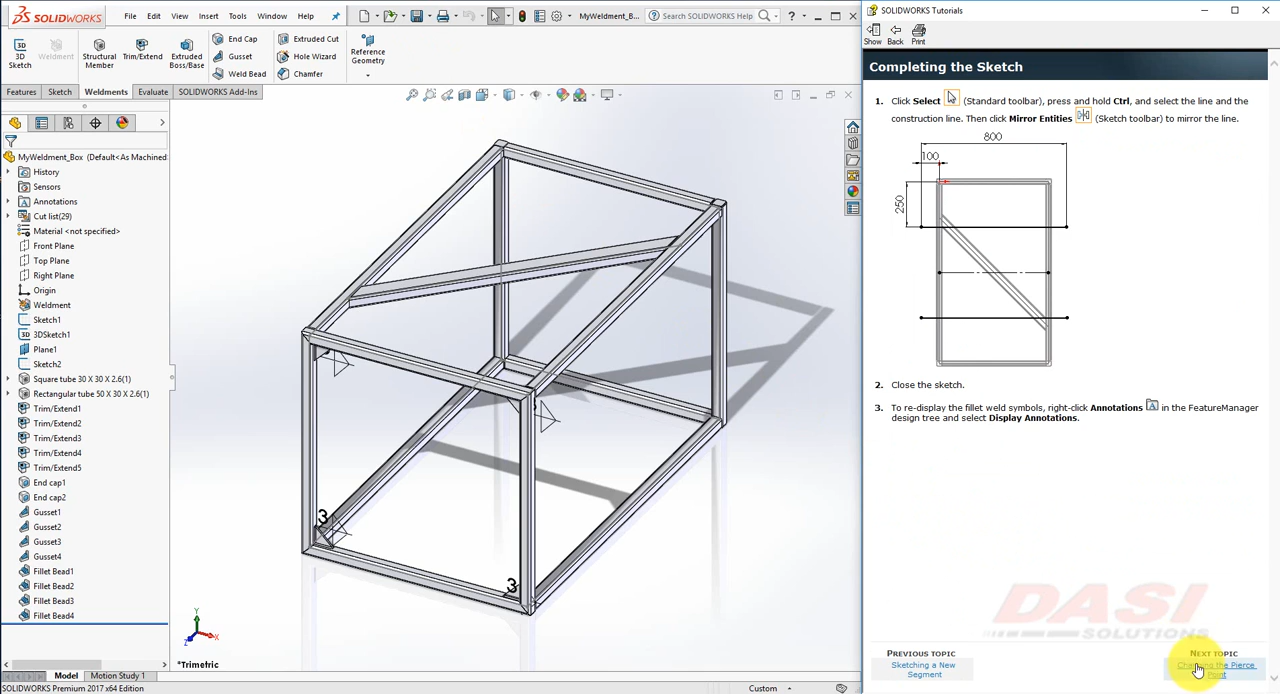 SOLIDWORKS
File Edit View Insert Tools Window Help
MyWeldment_B...
Search SOLIDWORKS Help
?
3D Sketch
Weldment
Structural Member
Trim/Extend
Extruded Boss/Base
End Cap
Gusset
Weld Bead
Extruded Cut
Hole Wizard
Chamfer
Reference Geometry
Features Sketch Weldments Evaluate SOLIDWORKS Add-Ins
MyWeldment_Box (Default<As Machined
History
Sensors
Annotations
Cut list(29)
Material <not specified>
Front Plane
Top Plane
Right Plane
Origin
Weldment
Sketch1
3DSketch1
Plane1
Sketch2
Square tube 30 X 30 X 2.6(1)
Rectangular tube 50 X 30 X 2.6(1)
Trim/Extend1
Trim/Extend2
Trim/Extend3
Trim/Extend4
Trim/Extend5
End cap1
End cap2
Gusset1
Gusset2
Gusset3
Gusset4
Fillet Bead1
Fillet Bead2
Fillet Bead3
Fillet Bead4
3
3
Y
X
Z
*Trimetric
Model Motion Study 1
SOLIDWORKS Premium 2017 x64 Edition
Custom
SOLIDWORKS Tutorials
Show Back Print
Completing the Sketch
1. Click Select (Standard toolbar), press and hold Ctrl, and select the line and the
construction line. Then click Mirror Entities (Sketch toolbar) to mirror the line.
800
100
250
2. Close the sketch.
3. To re-display the fillet weld symbols, right-click Annotations in the FeatureManager
design tree and select Display Annotations.
DASI
SOLUTIONS
PREVIOUS TOPIC
Sketching a New
Segment
NEXT TOPIC
the Pierce
Point